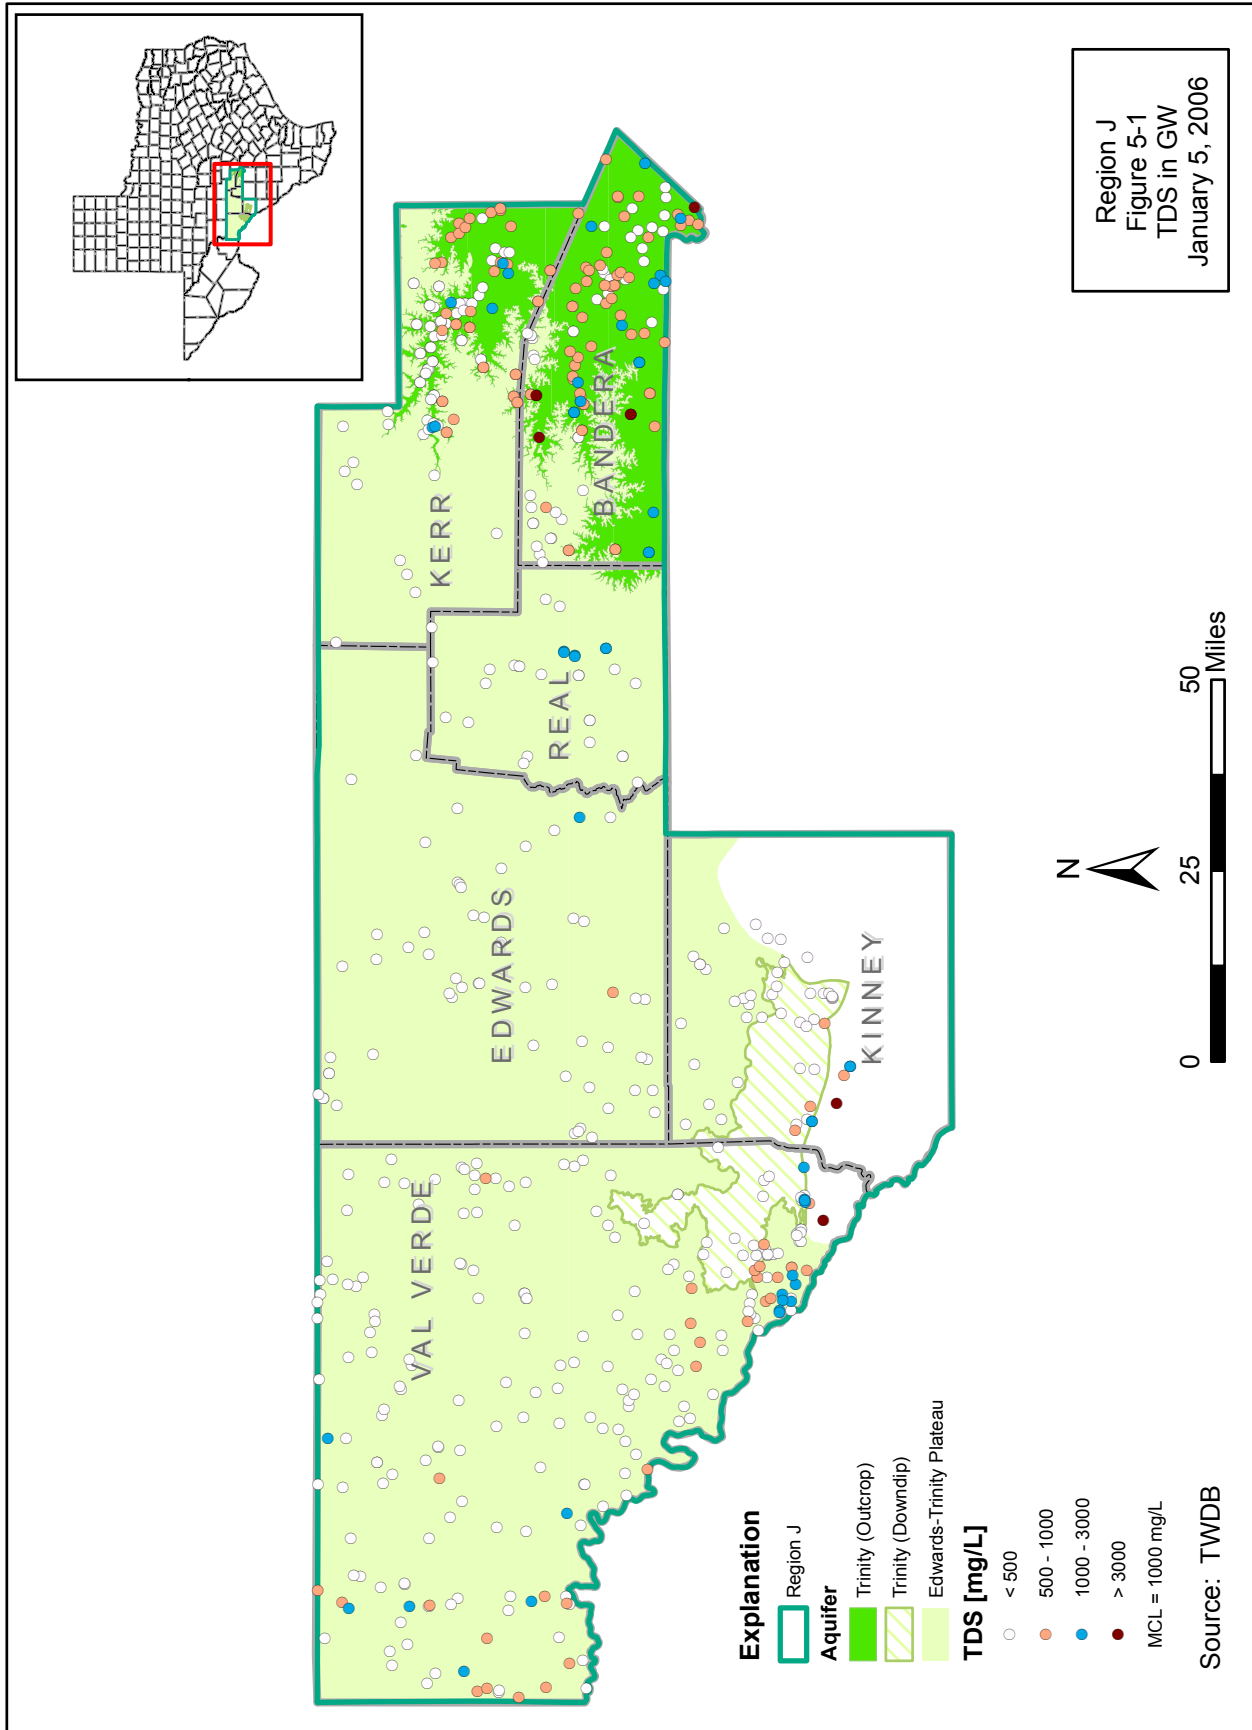 Region J
Figure 5-1
TDS in GW
January 5, 2006
KERR
BANDERA
REAL
EDWARDS
VAL VERDE
KINNEY
N
0 25 50
Miles
Explanation
Region J
Aquifer
Trinity (Outcrop)
Trinity (Downdip)
Edwards-Trinity Plateau
TDS [mg/L]
< 500
500 - 1000
1000 - 3000
> 3000
MCL = 1000 mg/L
Source: TWDB